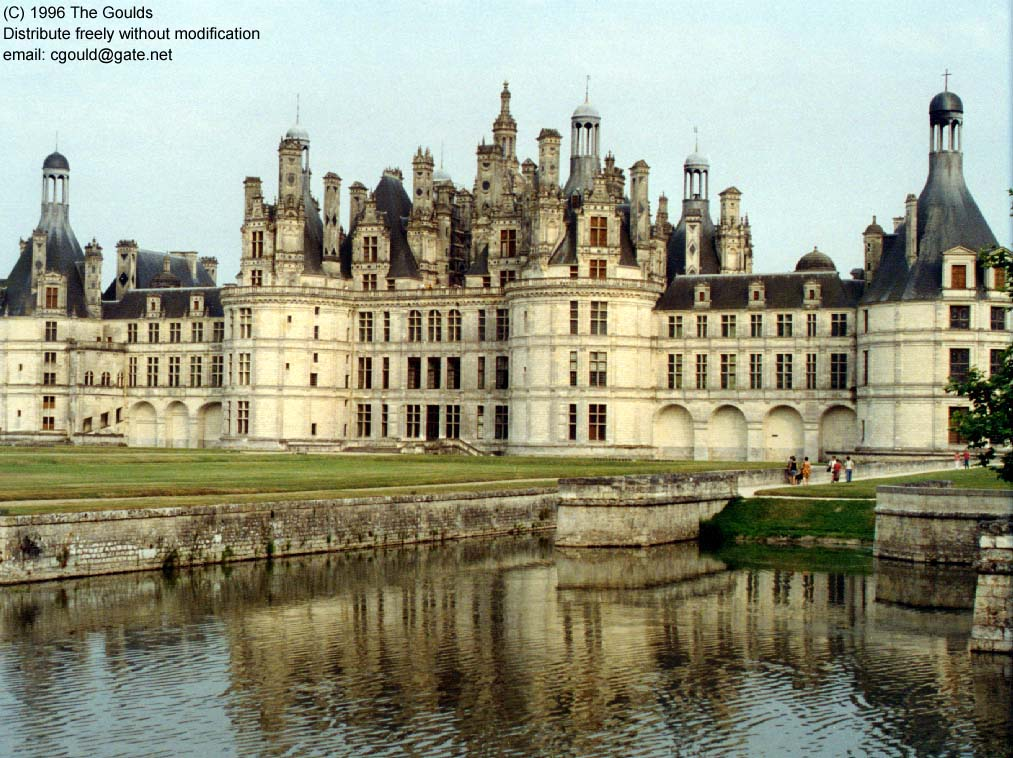 (C) 1996 The Goulds
Distribute freely without modification
email: cgould@gate.net